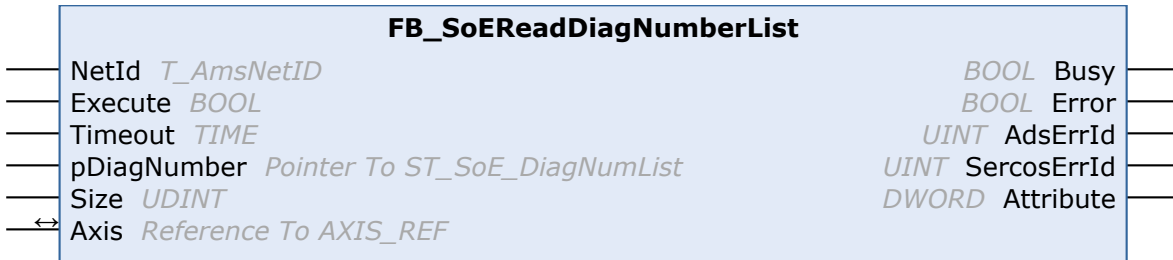 FB_SoEReadDiagNumberList
NetId T_AmsNetID BOOL Busy
Execute BOOL BOOL Error
Timeout TIME UINT AdsErrId
pDiagNumber Pointer To ST_SoE_DiagNumList UINT SercosErrId
Size UDINT DWORD Attribute
Axis Reference To AXIS_REF